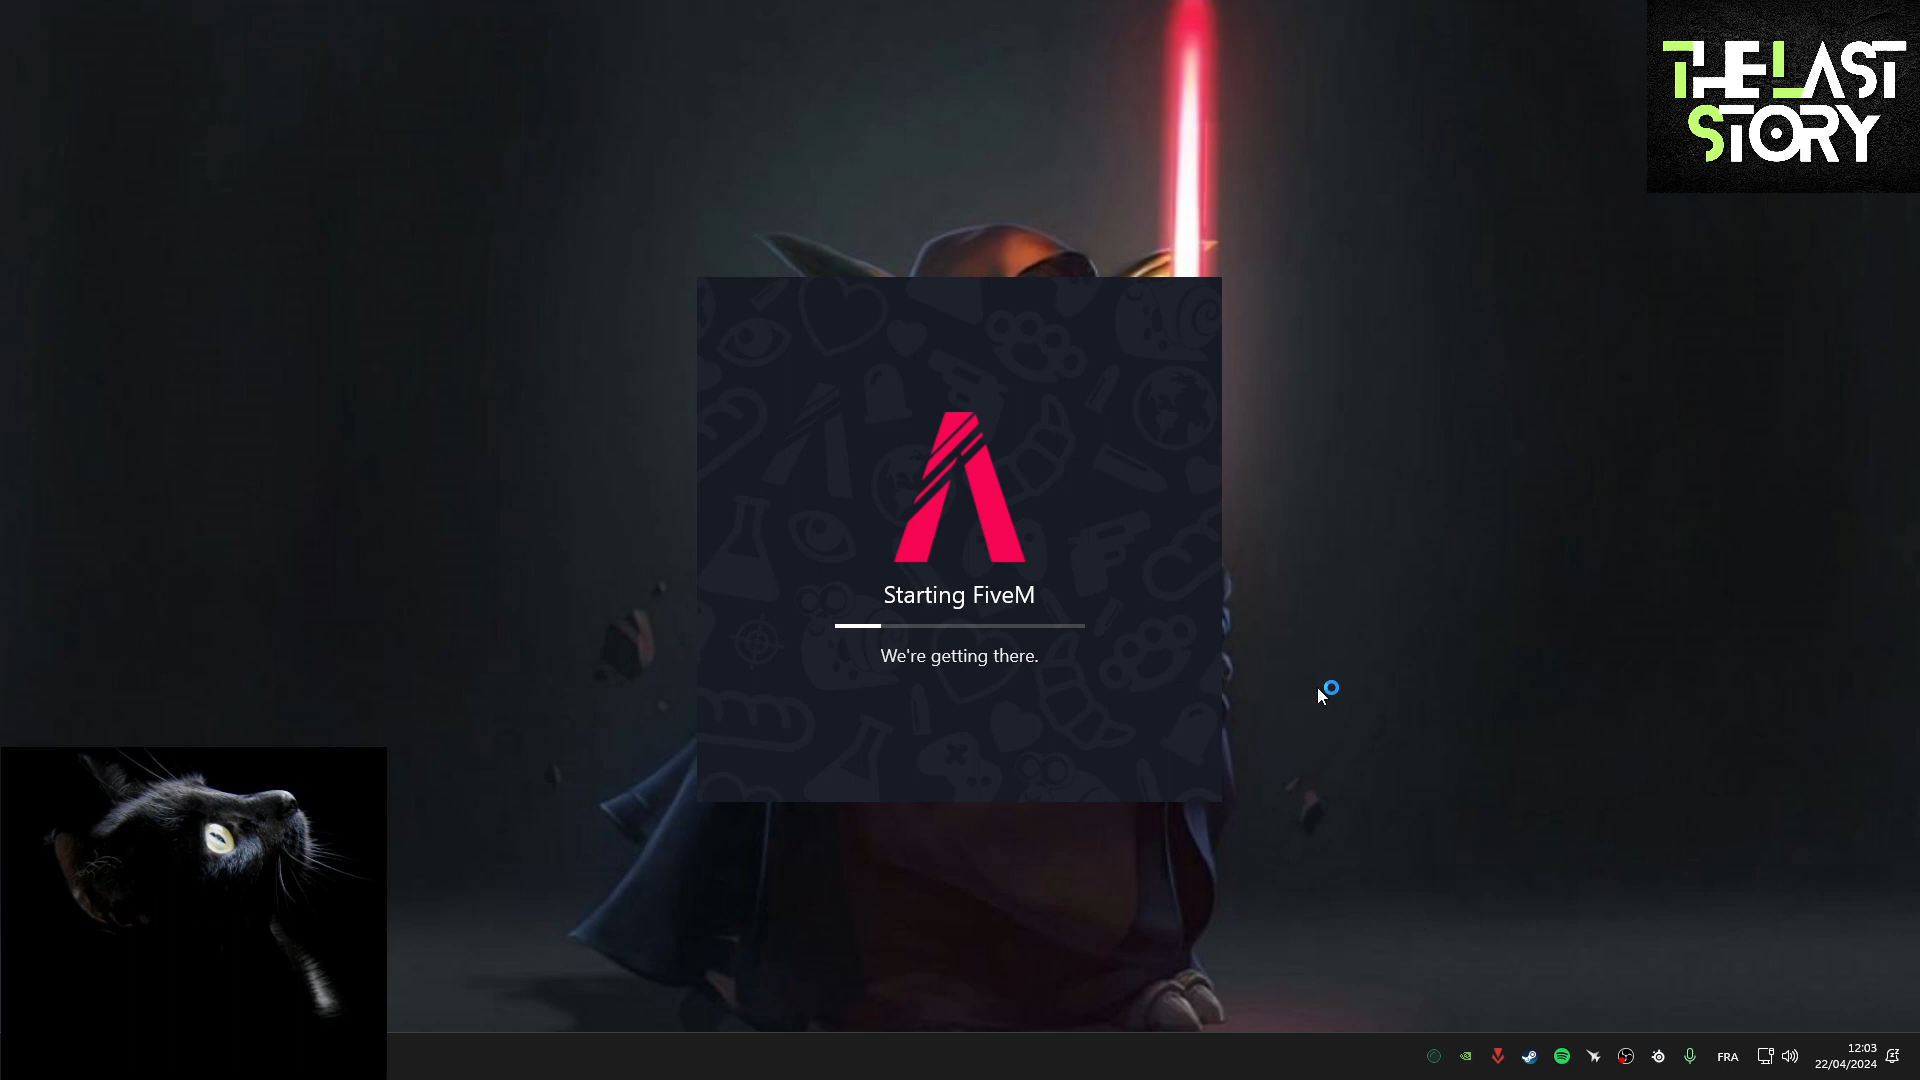 THE LAST
STORY
Starting FiveM
We're getting there.
FRA
12:03
22/04/2024